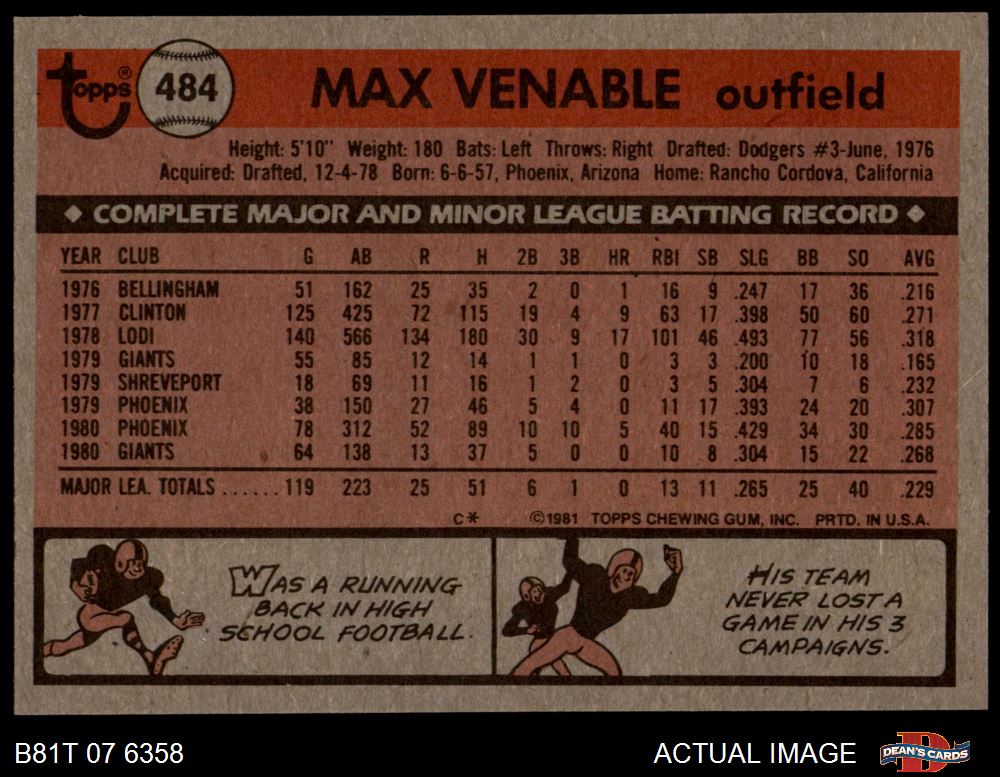 topps® 484 MAX VENABLE outfield
Height: 5'10" Weight: 180 Bats: Left Throws: Right Drafted: Dodgers #3-June, 1976
Acquired: Drafted, 12-4-78 Born: 6-6-57, Phoenix, Arizona Home: Rancho Cordova, California
◆ COMPLETE MAJOR AND MINOR LEAGUE BATTING RECORD ◆
YEAR CLUB G AB R H 2B 3B HR RBI SB SLG BB SO AVG
1976 BELLINGHAM 51 162 25 35 2 0 1 16 9 .247 17 36 .216
1977 CLINTON 125 425 72 115 19 4 9 63 17 .398 50 60 .271
1978 LODI 140 566 134 180 30 9 17 101 46 .493 77 56 .318
1979 GIANTS 55 85 12 14 1 1 0 3 3 .200 10 18 .165
1979 SHREVEPORT 18 69 11 16 1 2 0 3 5 .304 7 6 .232
1979 PHOENIX 38 150 27 46 5 4 0 11 17 .393 24 20 .307
1980 PHOENIX 78 312 52 89 10 10 5 40 15 .429 34 30 .285
1980 GIANTS 64 138 13 37 5 0 0 10 8 .304 15 22 .268
MAJOR LEA. TOTALS ...... 119 223 25 51 6 1 0 13 11 .265 25 40 .229
C* ©1981 TOPPS CHEWING GUM, INC. PRTD. IN U.S.A.
WAS A RUNNING
BACK IN HIGH
SCHOOL FOOTBALL.
HIS TEAM
NEVER LOST A
GAME IN HIS 3
CAMPAIGNS.
B81T 07 6358 ACTUAL IMAGE D DEAN'S CARDS